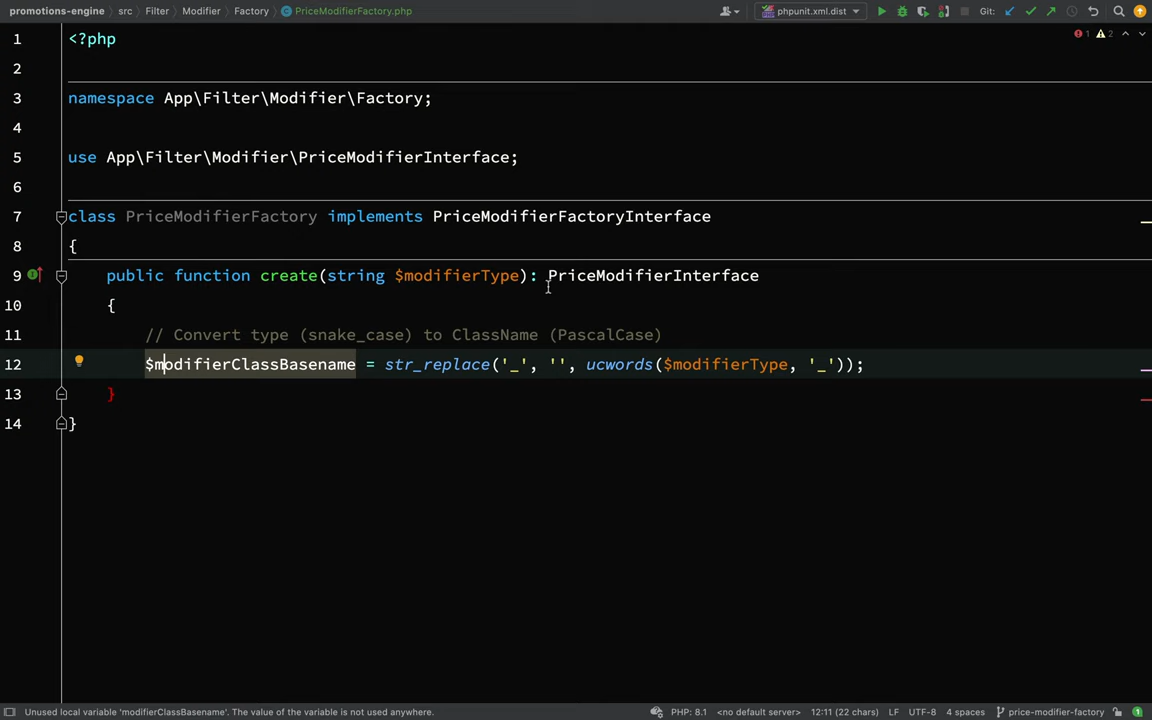 promotions-engine › src › Filter › Modifier › Factory › PriceModifierFactory.php
phpunit.xml.dist
Git:
1 <?php
1 2
2
3 namespace App\Filter\Modifier\Factory;
4
5 use App\Filter\Modifier\PriceModifierInterface;
6
7 class PriceModifierFactory implements PriceModifierFactoryInterface
8 {
9 public function create(string $modifierType): PriceModifierInterface
10 {
11 // Convert type (snake_case) to ClassName (PascalCase)
12 $modifierClassBasename = str_replace('_', '', ucwords($modifierType, '_'));
13 }
14 }
Unused local variable 'modifierClassBasename'. The value of the variable is not used anywhere.
PHP: 8.1 <no default server> 12:11 (22 chars) LF UTF-8 4 spaces price-modifier-factory 1